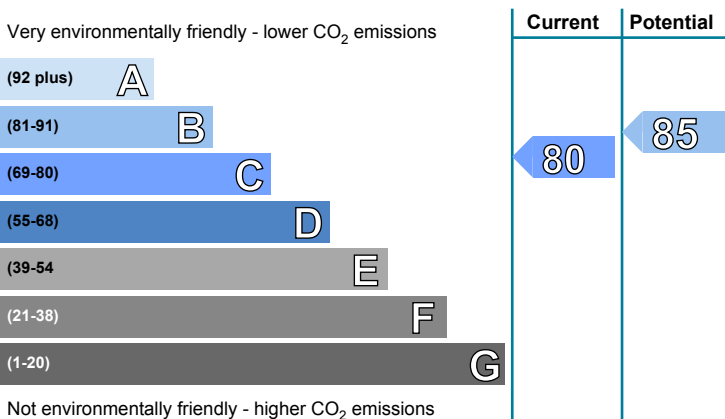 Current Potential
Very environmentally friendly - lower CO₂ emissions
(92 plus) A
(81-91) B
85
(69-80) C
80
(55-68) D
(39-54 E
(21-38) F
(1-20) G
Not environmentally friendly - higher CO₂ emissions